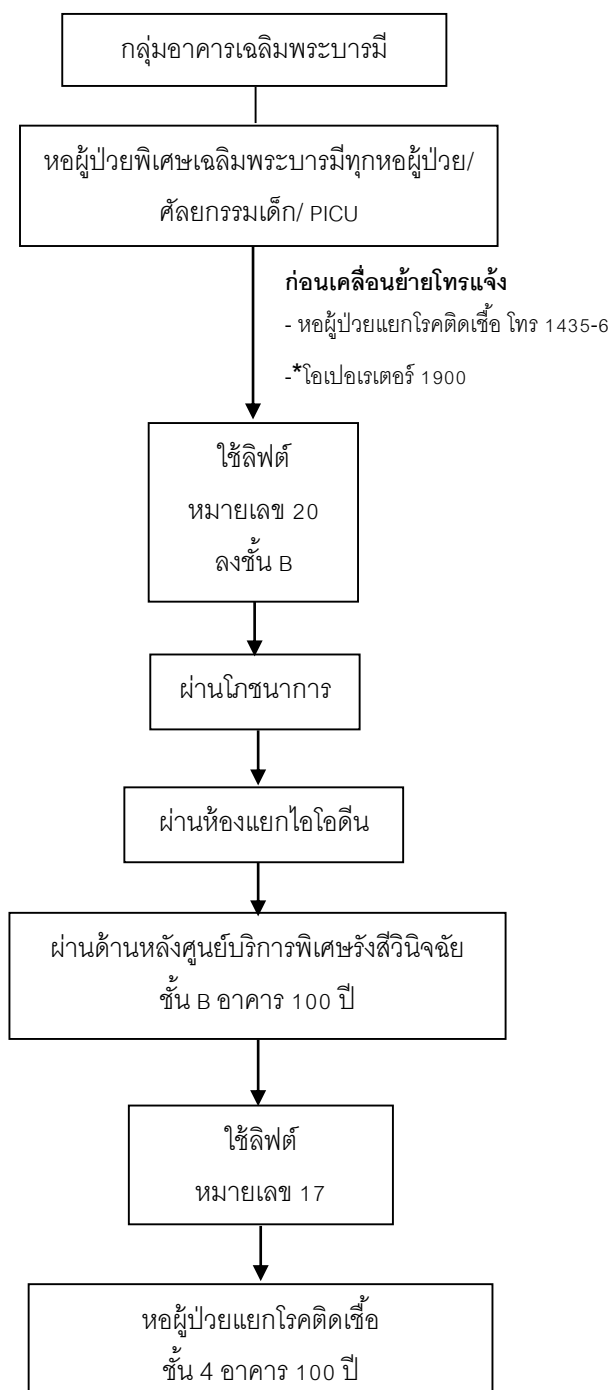 กลุ่มอาคารเฉลิมพระบารมี
หอผู้ป่วยพิเศษเฉลิมพระบารมีทุกหอผู้ป่วย/
ศัลยกรรมเด็ก/ PICU
ก่อนเคลื่อนย้ายโทรแจ้ง
- หอผู้ป่วยแยกโรคติดเชื้อ โทร 1435-6
-*โอเปอเรเตอร์ 1900
ใช้ลิฟต์
หมายเลข 20
ลงชั้น B
ผ่านโภชนาการ
ผ่านห้องแยกไอโอดีน
ผ่านด้านหลังศูนย์บริการพิเศษรังสีวินิจฉัย
ชั้น B อาคาร 100 ปี
ใช้ลิฟต์
หมายเลข 17
หอผู้ป่วยแยกโรคติดเชื้อ
ชั้น 4 อาคาร 100 ปี